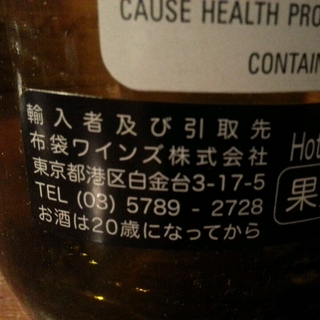 CAUSE HEALTH PRO
CONTAIN
輸入者及び引取先
布袋ワインズ株式会社
東京都港区白金台3-17-5
TEL (03) 5789 - 2728
お酒は20歳になってから
Hot
果